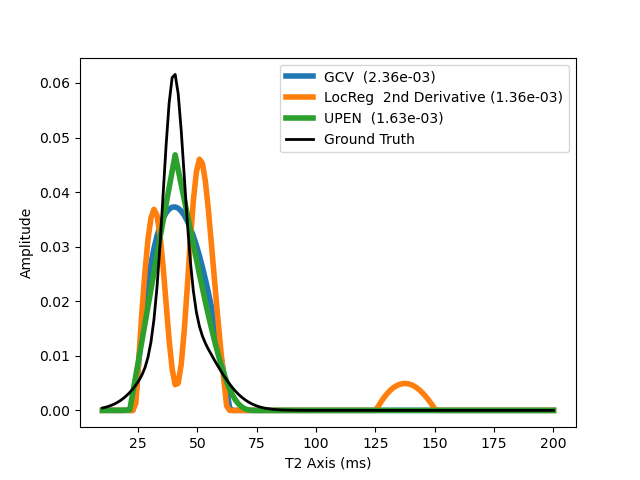 GCV  (2.36e-03)
LocReg  2nd Derivative (1.36e-03)
UPEN  (1.63e-03)
Ground Truth
0.06
0.05
0.04
0.03
0.02
0.01
0.00
Amplitude
25
50
75
100
125
150
175
200
T2 Axis (ms)